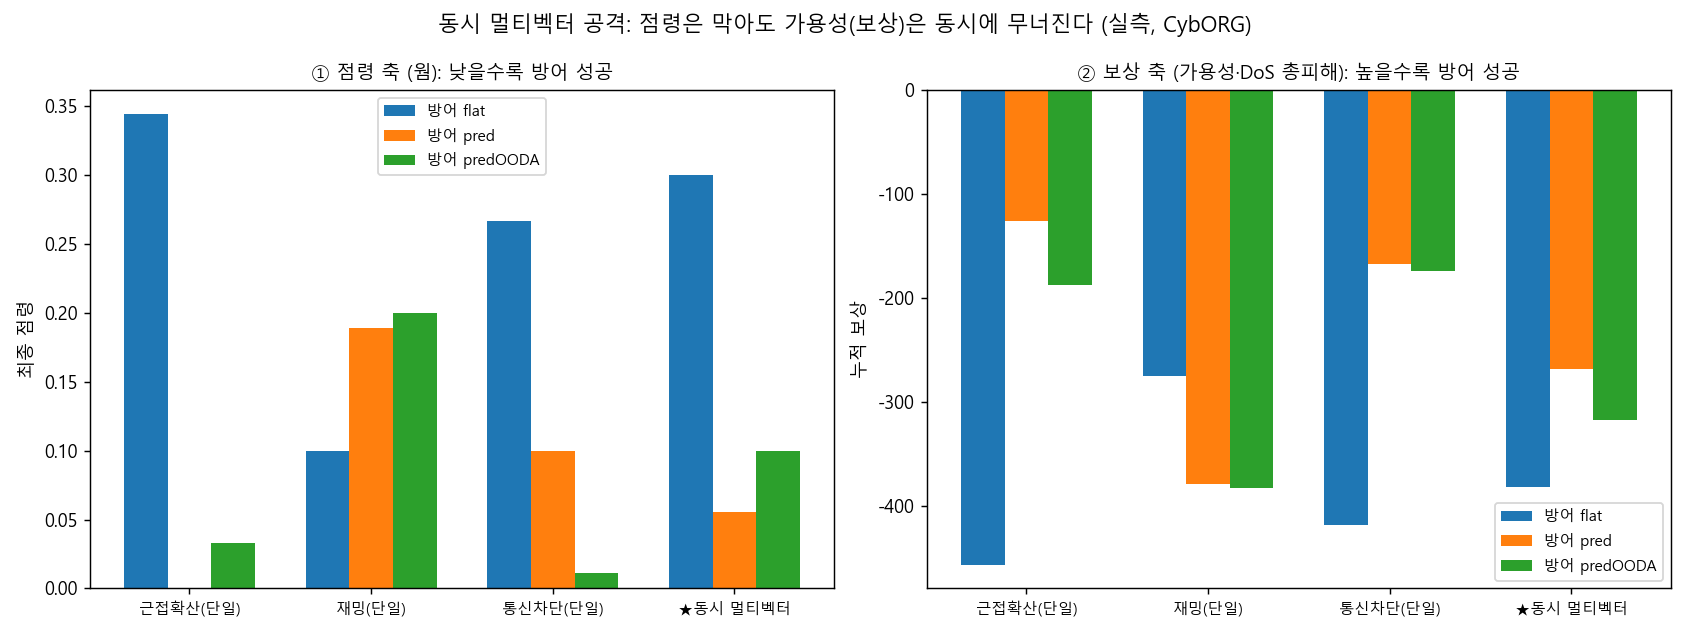 동시 멀티벡터 공격: 점령은 막아도 가용성(보상)은 동시에 무너진다 (실측, CybORG)
① 점령 축 (웜): 낮을수록 방어 성공
방어 flat
방어 pred
방어 predOODA
최종 점령
0.35
0.30
0.25
0.20
0.15
0.10
0.05
0.00
근접확산(단일)
재밍(단일)
통신차단(단일)
★동시 멀티벡터
② 보상 축 (가용성·DoS 총피해): 높을수록 방어 성공
누적 보상
0
-100
-200
-300
-400
방어 flat
방어 pred
방어 predOODA
근접확산(단일)
재밍(단일)
통신차단(단일)
★동시 멀티벡터